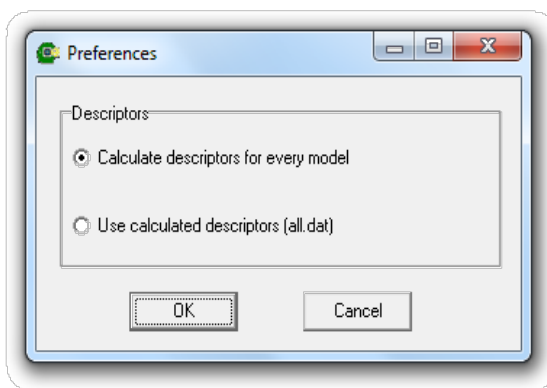 Preferences
Descriptors
Calculate descriptors for every model
Use calculated descriptors (all.dat)
OK Cancel